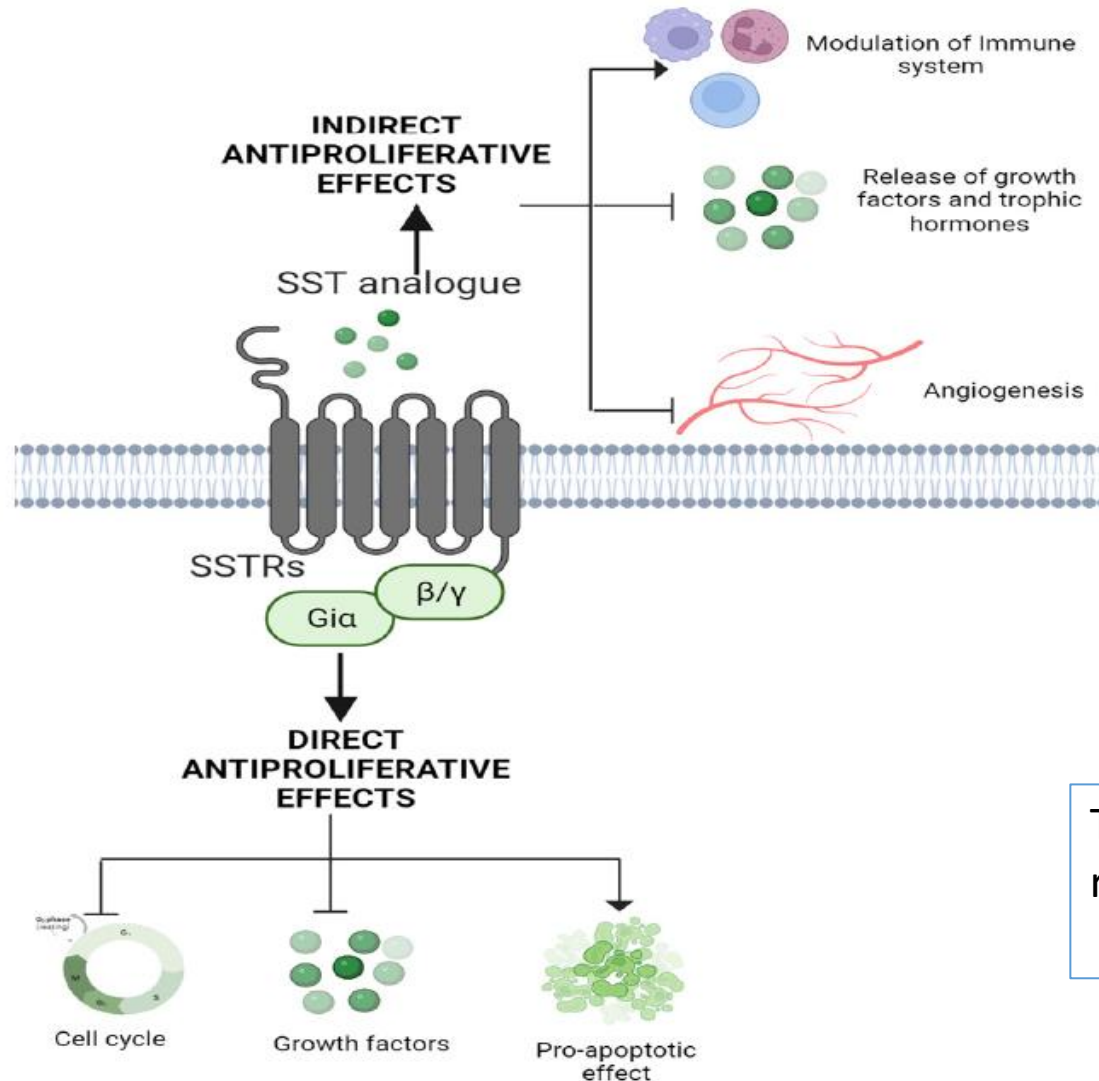 Modulation of Immune
system
INDIRECT
ANTIPROLIFERATIVE
EFFECTS
Release of growth
factors and trophic
hormones
SST analogue
Angiogenesis
SSTRs
β/γ
Giα
DIRECT
ANTIPROLIFERATIVE
EFFECTS
G₁
M
S
Cell cycle
Growth factors
Pro-apoptotic
effect